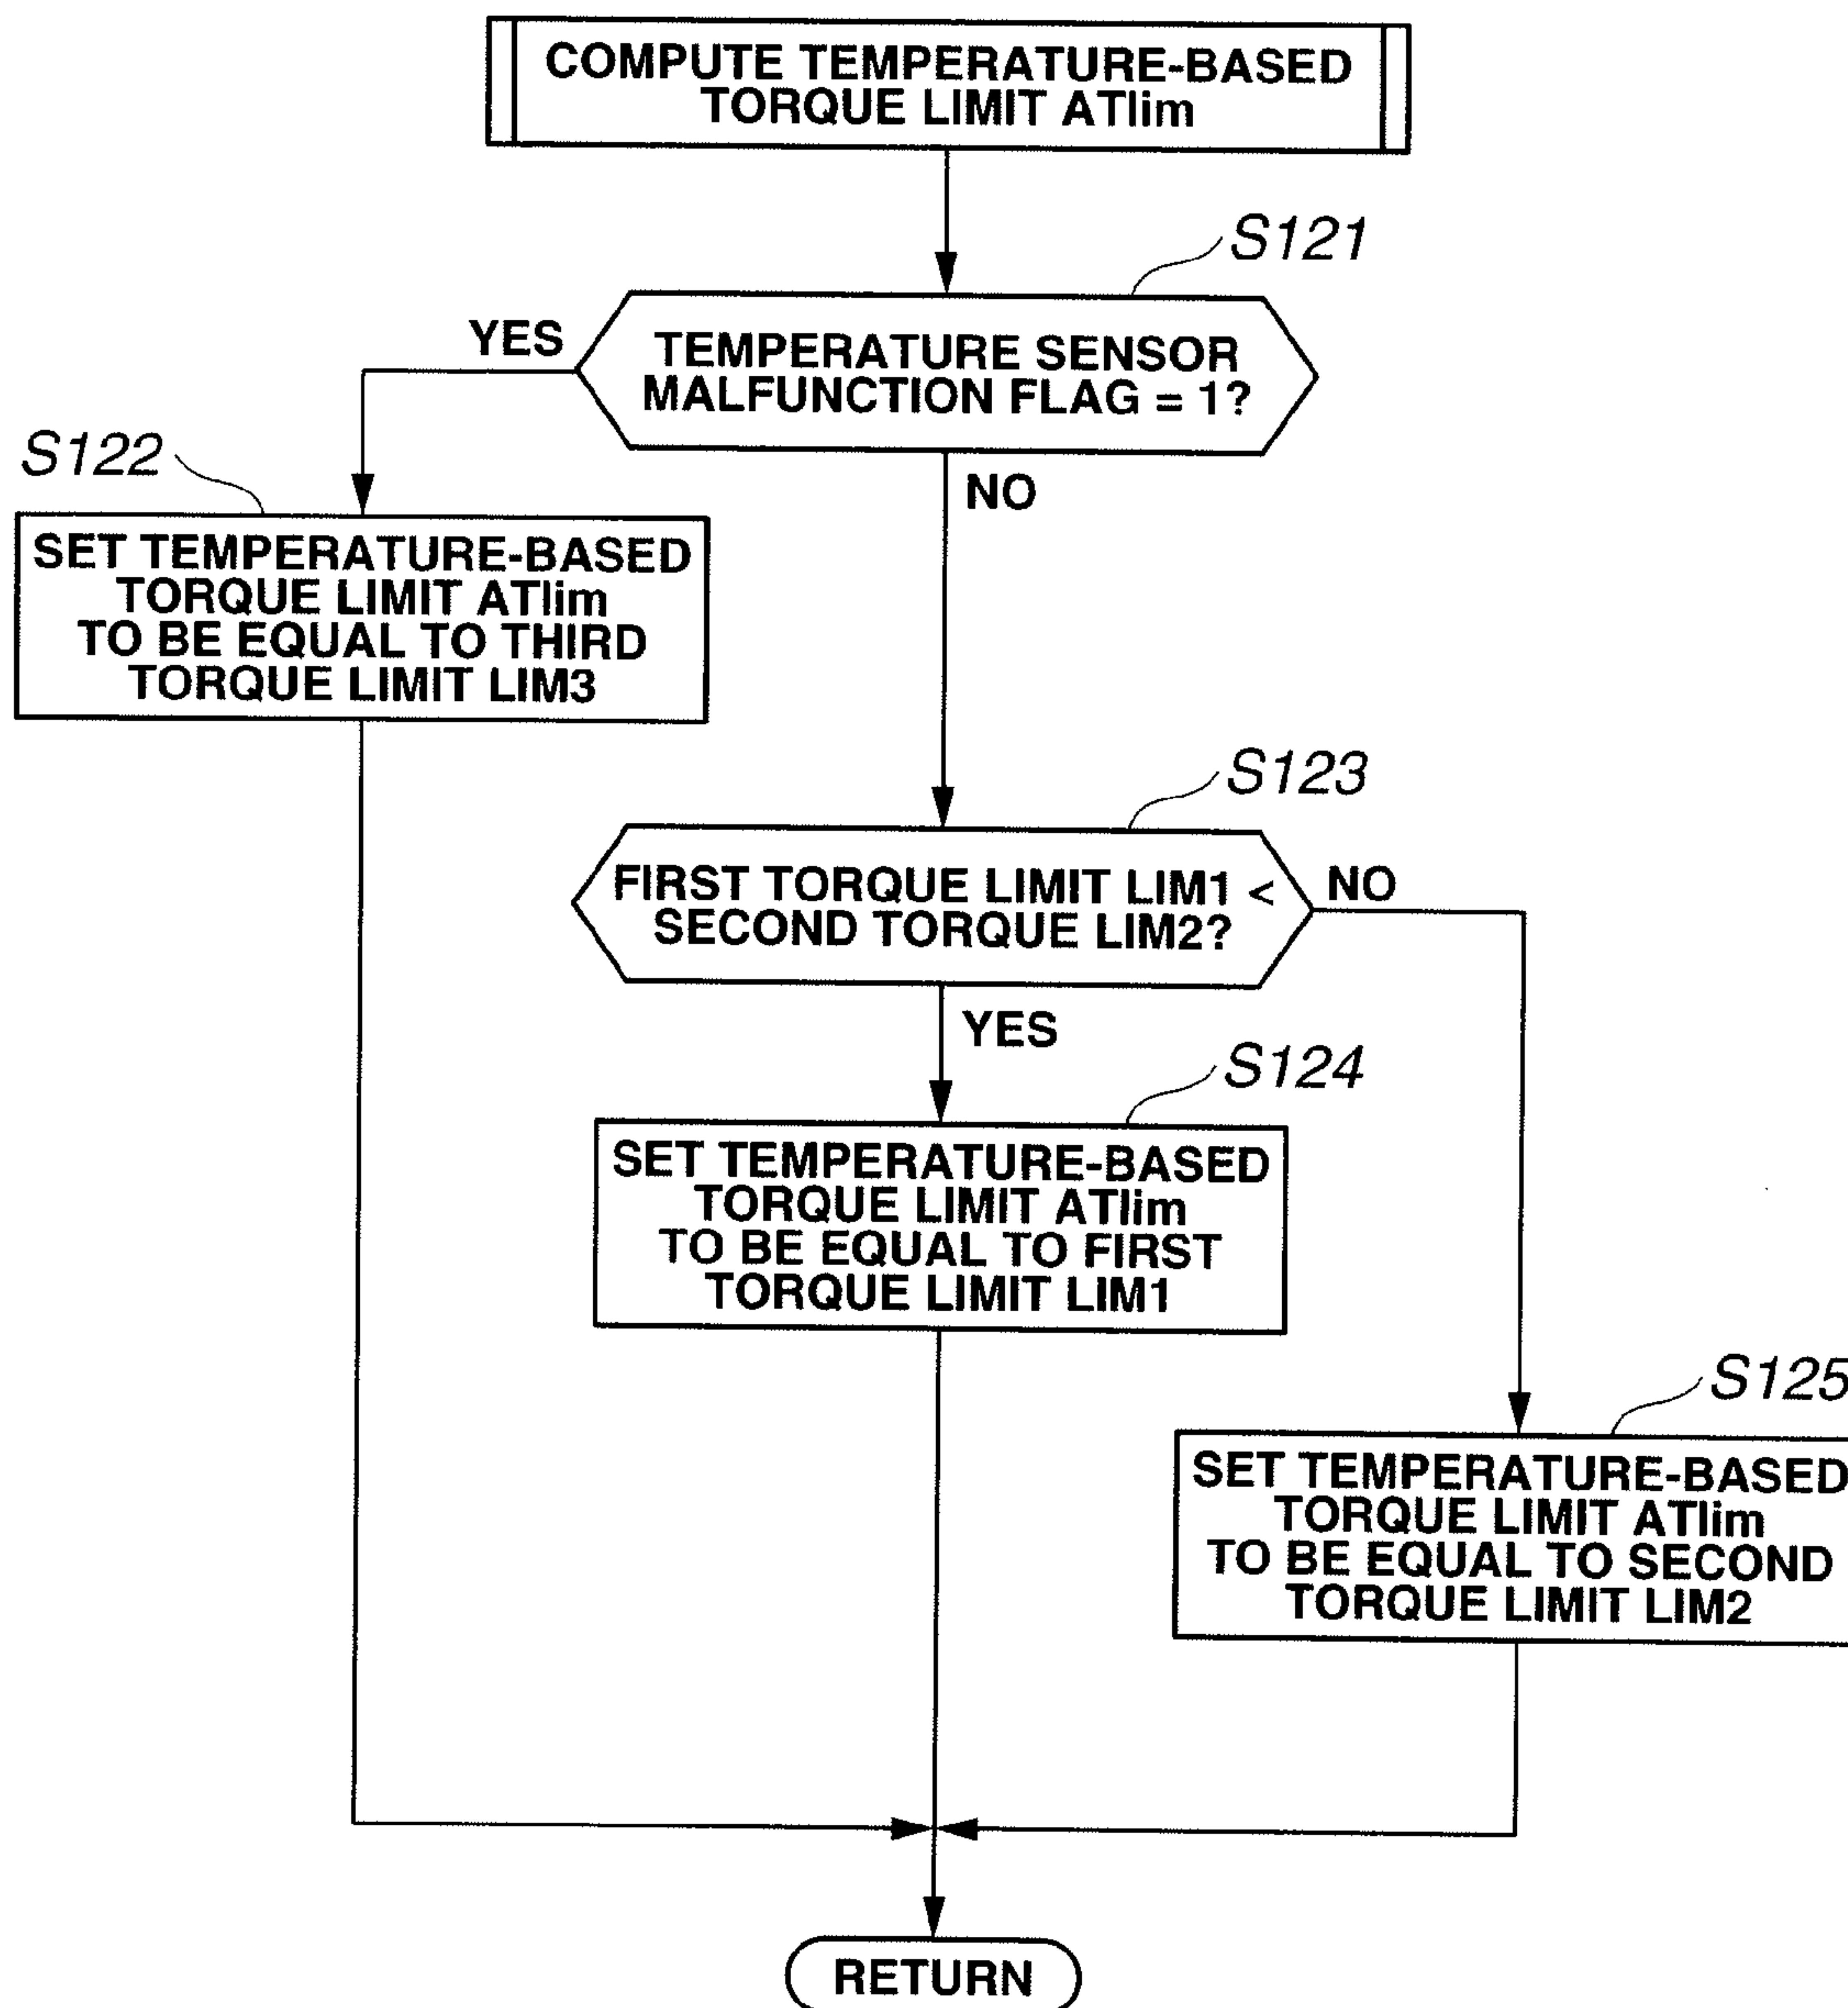 COMPUTE TEMPERATURE-BASED
TORQUE LIMIT ATlim
S121
YES
TEMPERATURE SENSOR
MALFUNCTION FLAG = 1?
S122
NO
SET TEMPERATURE-BASED
TORQUE LIMIT ATlim
TO BE EQUAL TO THIRD
TORQUE LIMIT LIM3
S123
FIRST TORQUE LIMIT LIM1 <
SECOND TORQUE LIM2?
NO
YES
S124
SET TEMPERATURE-BASED
TORQUE LIMIT ATlim
TO BE EQUAL TO FIRST
TORQUE LIMIT LIM1
S125
SET TEMPERATURE-BASED
TORQUE LIMIT ATlim
TO BE EQUAL TO SECOND
TORQUE LIMIT LIM2
RETURN